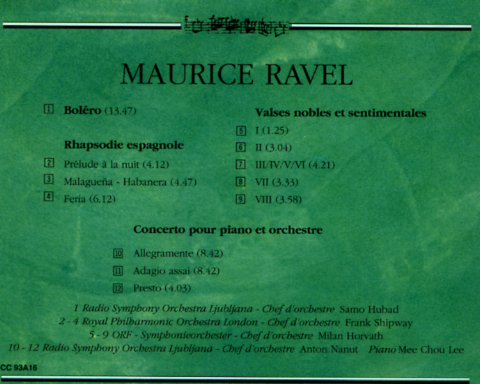 MAURICE RAVEL
1 Boléro (13.47)
Rhapsodie espagnole
2 Prélude à la nuit (4.12)
3 Malagueña - Habanera (4.47)
4 Feria (6.12)
Valses nobles et sentimentales
5 I (1.25)
6 II (3.04)
7 III/IV/V/VI (4.21)
8 VII (3.33)
9 VIII (3.58)
Concerto pour piano et orchestre
10 Allegramente (8.42)
11 Adagio assai (8.42)
12 Presto (4.03)
1 Radio Symphony Orchestra Ljubljana - Chef d'orchestre Samo Hubad
2 - 4 Royal Philharmonic Orchestra London - Chef d'orchestre Frank Shipway
5 - 9 ORF - Symphonieorchester - Chef d'orchestre Milan Horvath
10 - 12 Radio Symphony Orchestra Ljubljana - Chef d'orchestre Anton Nanut Piano Mee Chou Lee
CC 93A16